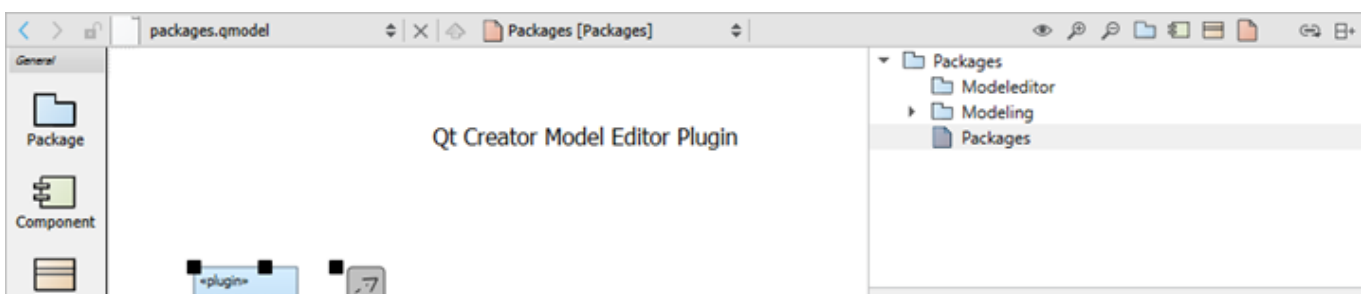 packages.qmodel
Packages [Packages]
General
Package
Component
Qt Creator Model Editor Plugin
«plugin»
Packages
Modeleditor
Modeling
Packages